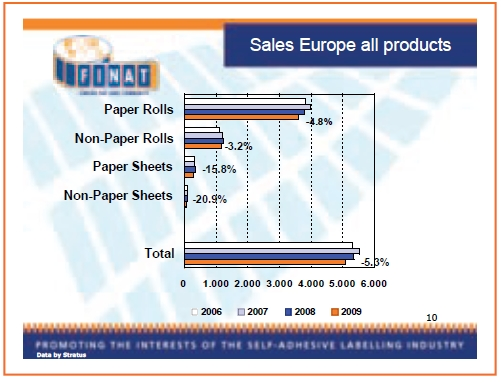 Sales Europe all products
FINAT
Paper Rolls
-4.8%
Non-Paper Rolls
-3.2%
Paper Sheets
-15.8%
Non-Paper Sheets
-20.9%
Total
-5.3%
0 1.000 2.000 3.000 4.000 5.000 6.000
2006 2007 2008 2009
10
PROMOTING THE INTERESTS OF THE SELF-ADHESIVE LABELLING INDUSTRY
Data by Stratus